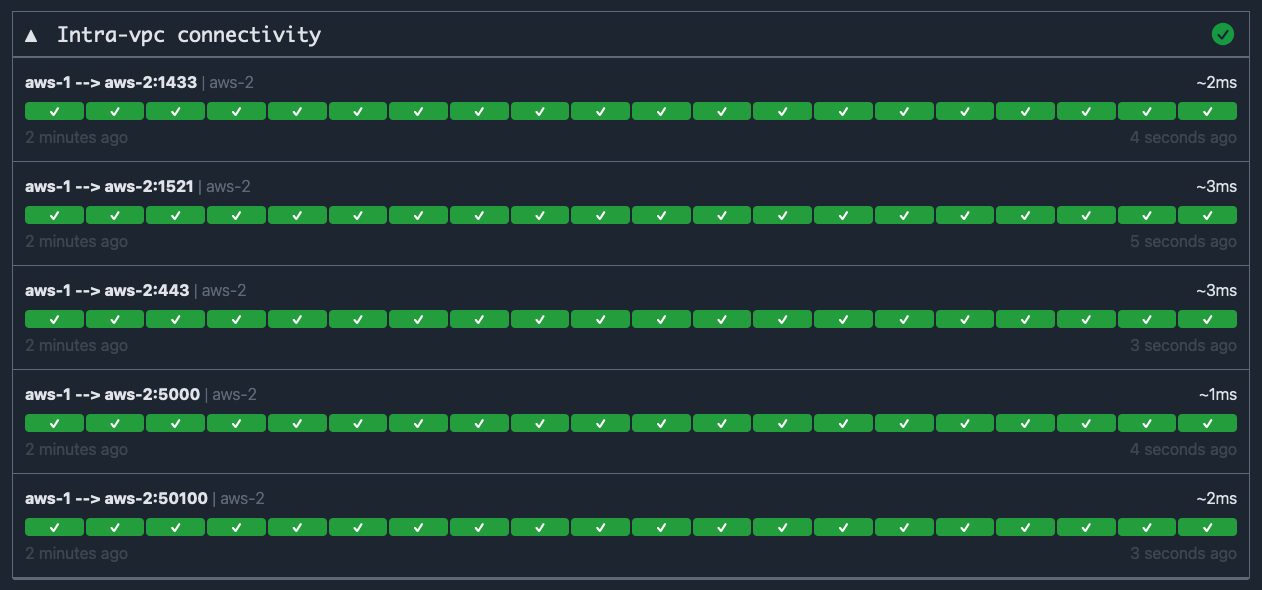 ▲ Intra-vpc connectivity
aws-1 --> aws-2:1433 | aws-2 ~2ms
2 minutes ago 4 seconds ago
aws-1 --> aws-2:1521 | aws-2 ~3ms
2 minutes ago 5 seconds ago
aws-1 --> aws-2:443 | aws-2 ~3ms
2 minutes ago 3 seconds ago
aws-1 --> aws-2:5000 | aws-2 ~1ms
2 minutes ago 4 seconds ago
aws-1 --> aws-2:50100 | aws-2 ~2ms
2 minutes ago 3 seconds ago